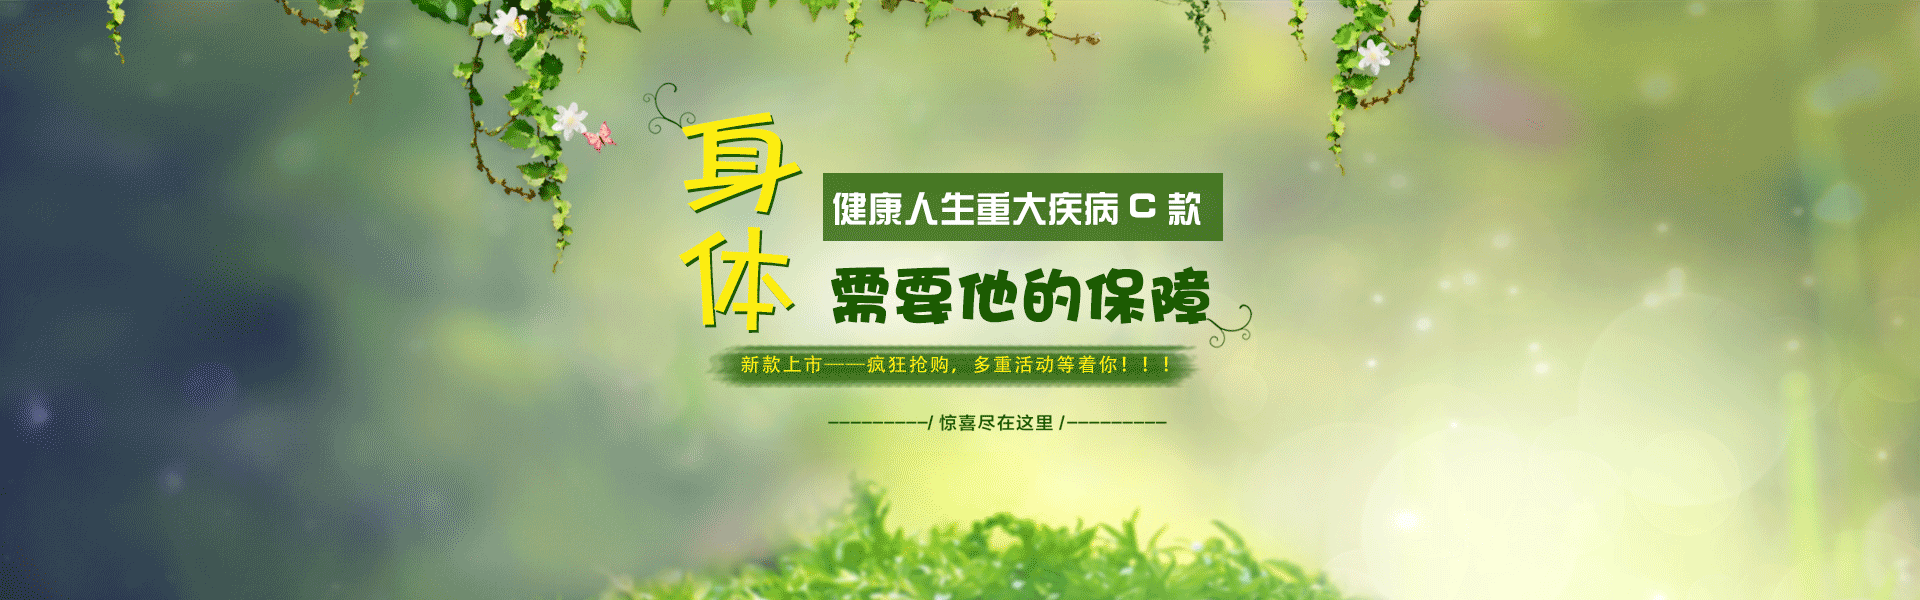 身体
健康人生重大疾病C款
需要他的保障
新款上市——疯狂抢购，多重活动等着你！！！
----------/ 惊喜尽在这里 /----------